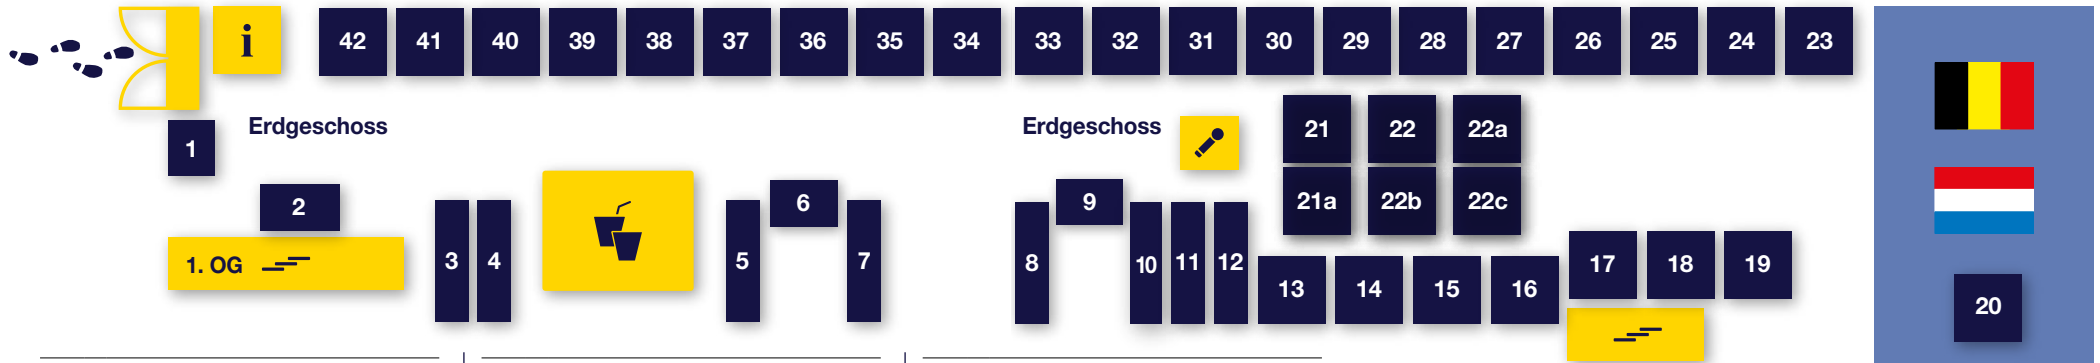 i 42 41 40 39 38 37 36 35 34 33 32 31 30 29 28 27 26 25 24 23
1 Erdgeschoss Erdgeschoss 21 22 22a
2 6 9 21a 22b 22c
1. OG 3 4 5 7 8 10 11 12 17 18 19
13 14 15 16 20